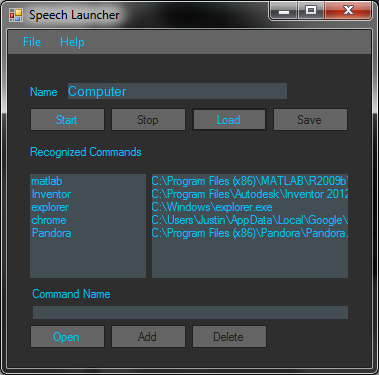 Speech Launcher
File Help
Name Computer
Start Stop Load Save
Recognized Commands
matlab C:\Program Files (x86)\MATLAB\R2009b\
Inventor C:\Program Files\Autodesk\Inventor 2012
explorer C:\Windows\explorer.exe
chrome C:\Users\Justin\AppData\Local\Google\
Pandora C:\Program Files (x86)\Pandora\Pandora.
Command Name
Open Add Delete